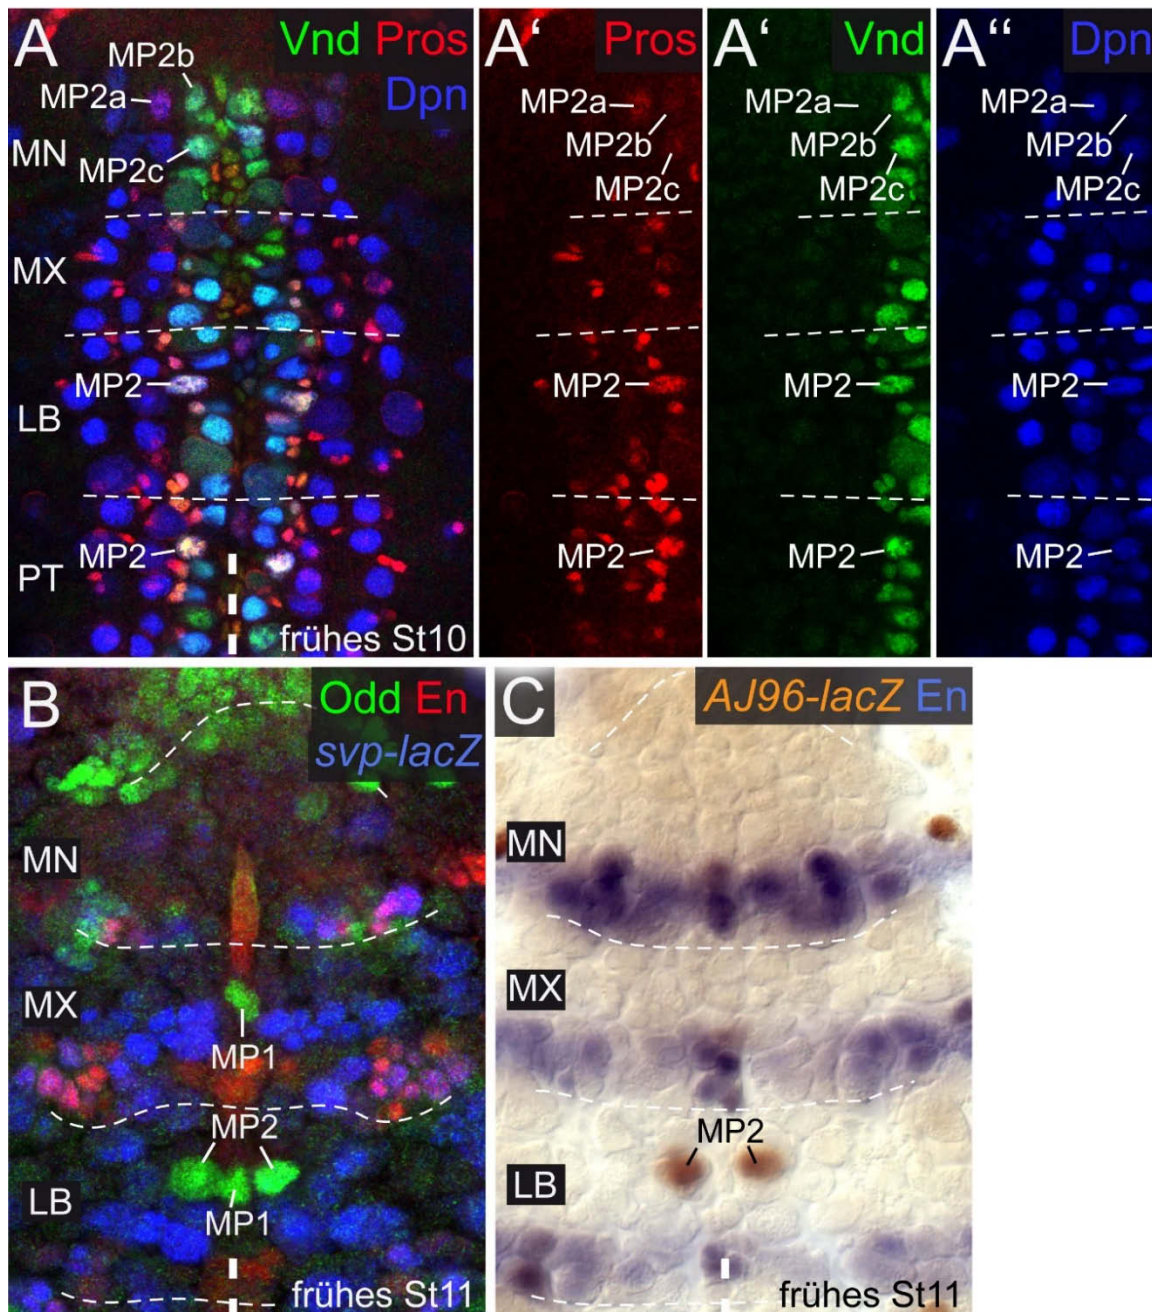 A
Vnd Pros
Dpn
MP2b
MP2a
MN
MP2c
MX
MP2
LB
MP2
PT
frühes St10
A'
Pros
MP2a
MP2b
MP2c
MP2
MP2
A'
Vnd
MP2a
MP2b
MP2c
MP2
MP2
A''
Dpn
MP2a
MP2b
MP2c
MP2
MP2
B
Odd En
svp-lacZ
MN
MX
MP1
MP2
LB
MP1
frühes St11
C
AJ96-lacZ En
MN
MX
MP2
LB
frühes St11